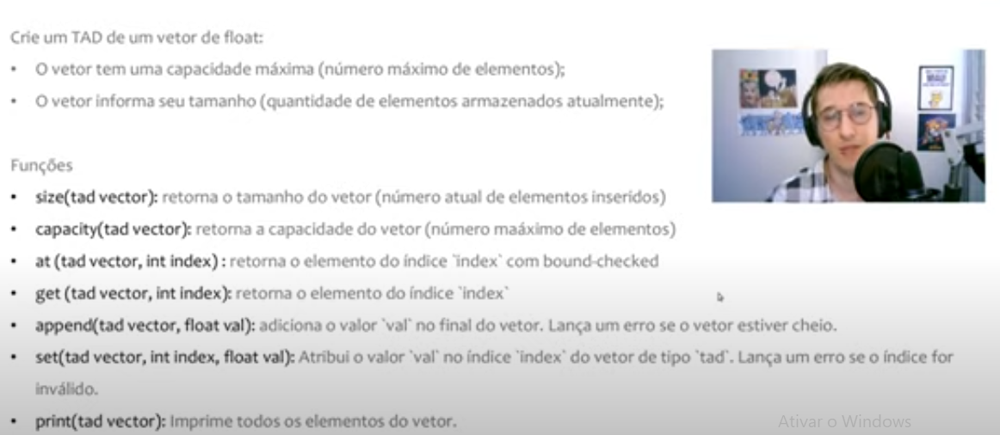 Crie um TAD de um vetor de float:
• O vetor tem uma capacidade máxima (número máximo de elementos);
• O vetor informa seu tamanho (quantidade de elementos armazenados atualmente);
Funções
• size(tad vector): retorna o tamanho do vetor (número atual de elementos inseridos)
• capacity(tad vector): retorna a capacidade do vetor (número maáximo de elementos)
• at (tad vector, int index) : retorna o elemento do índice `index` com bound-checked
• get (tad vector, int index): retorna o elemento do índice `index`
• append(tad vector, float val): adiciona o valor `val` no final do vetor. Lança um erro se o vetor estiver cheio.
• set(tad vector, int index, float val): Atribui o valor `val` no índice `index` do vetor de tipo `tad`. Lança um erro se o índice for
inválido.
• print(tad vector): Imprime todos os elementos do vetor.
Ativar o Windows